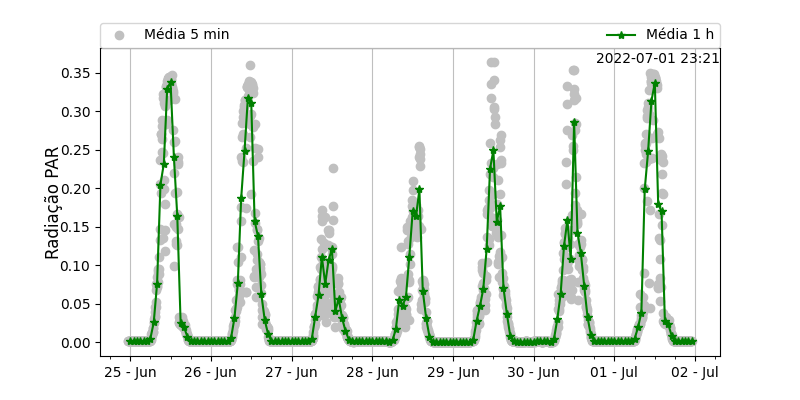 Média 5 min
Média 1 h
2022-07-01 23:21
Radiação PAR
0.35
0.30
0.25
0.20
0.15
0.10
0.05
0.00
25 - Jun
26 - Jun
27 - Jun
28 - Jun
29 - Jun
30 - Jun
01 - Jul
02 - Jul